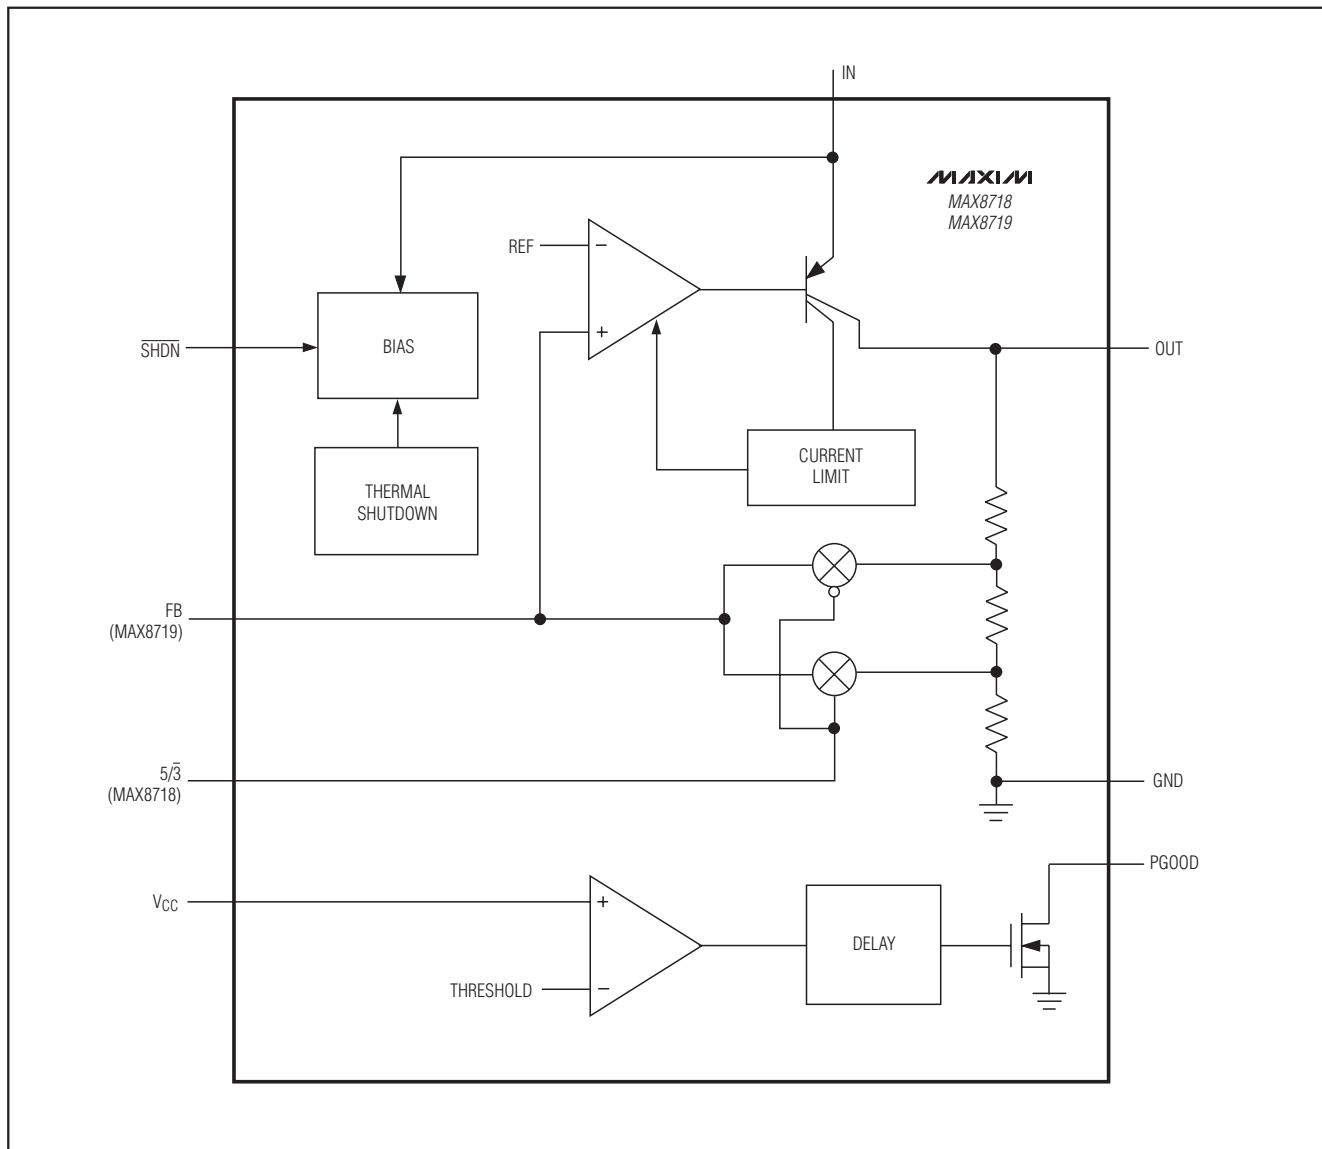 IN
MAXIM
MAX8718
MAX8719
REF
−
+
BIAS
S̅H̅D̅N̅
OUT
CURRENT
LIMIT
THERMAL
SHUTDOWN
FB
(MAX8719)
5/3̅
(MAX8718)
GND
PGOOD
VCC
+
DELAY
THRESHOLD
−